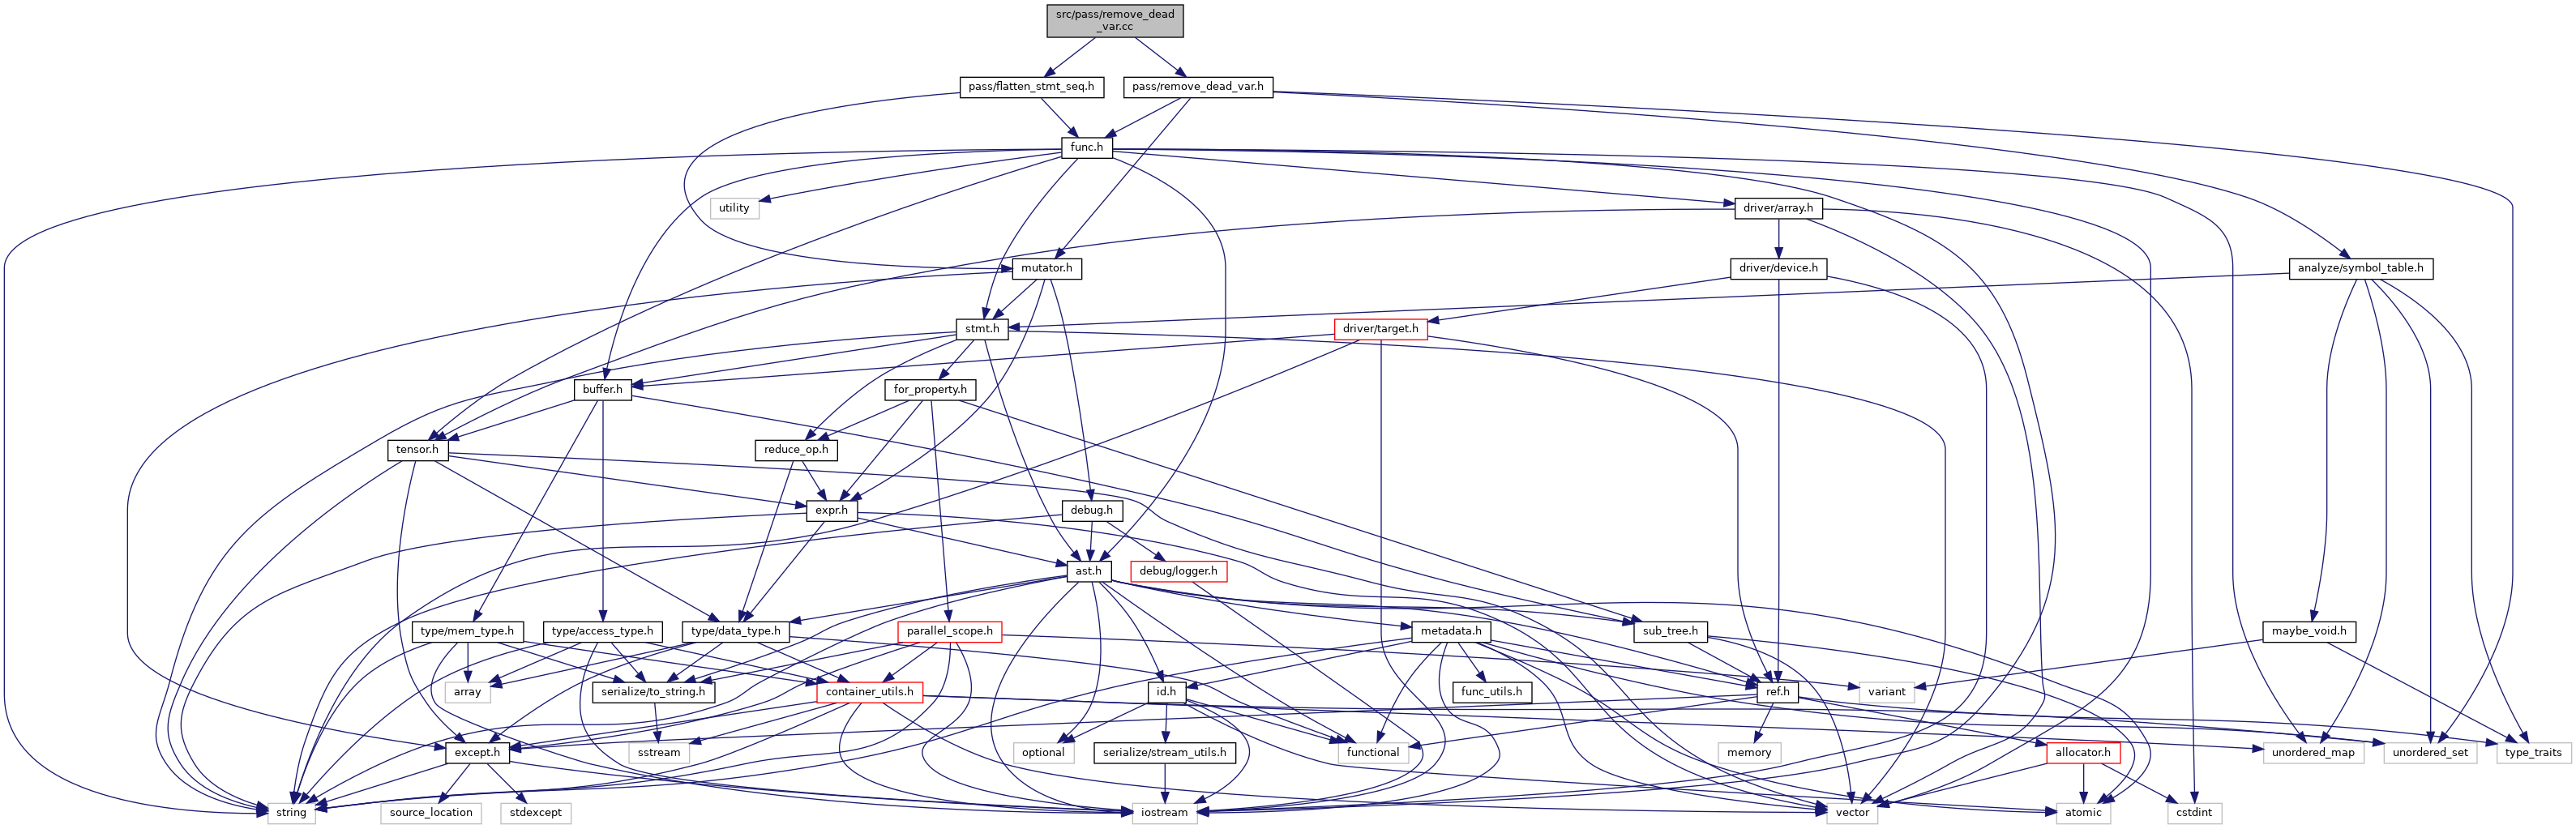 src/pass/remove_dead
_var.cc
pass/flatten_stmt_seq.h
pass/remove_dead_var.h
func.h
utility
driver/array.h
mutator.h
driver/device.h
analyze/symbol_table.h
stmt.h
driver/target.h
buffer.h
for_property.h
tensor.h
reduce_op.h
expr.h
debug.h
ast.h
debug/logger.h
type/mem_type.h
type/access_type.h
type/data_type.h
parallel_scope.h
metadata.h
sub_tree.h
maybe_void.h
array
serialize/to_string.h
container_utils.h
id.h
func_utils.h
ref.h
variant
except.h
sstream
optional
serialize/stream_utils.h
functional
memory
allocator.h
unordered_map
unordered_set
type_traits
string
source_location
stdexcept
iostream
vector
atomic
cstdint